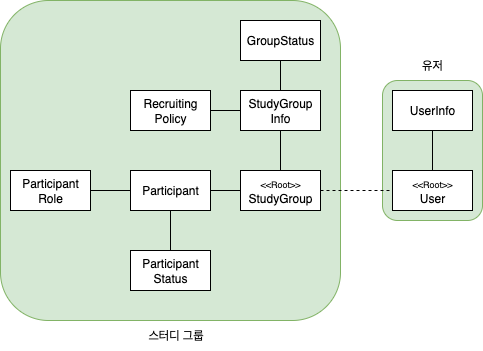 GroupStatus
유저
Recruiting
Policy
StudyGroup
Info
UserInfo
Participant
Role
Participant
<<Root>>
StudyGroup
<<Root>>
User
Participant
Status
스터디 그룹